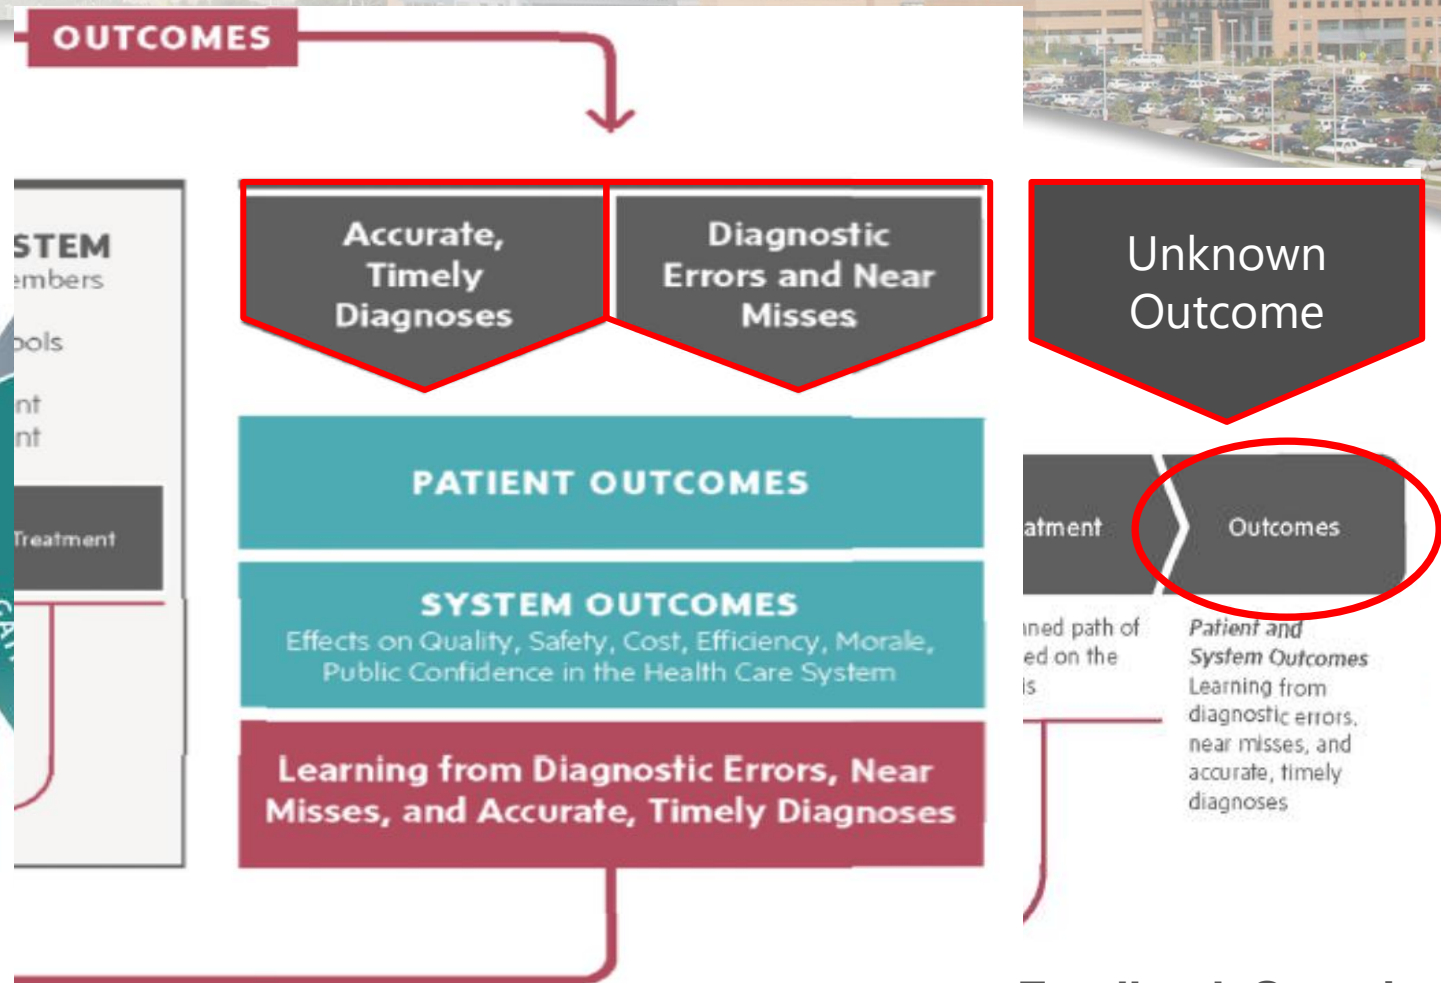 OUTCOMES
STEM
embers
ools
nt
nt
Treatment
Accurate,
Timely
Diagnoses
Diagnostic
Errors and Near
Misses
Unknown
Outcome
PATIENT OUTCOMES
SYSTEM OUTCOMES
Effects on Quality, Safety, Cost, Efficiency, Morale,
Public Confidence in the Health Care System
Learning from Diagnostic Errors, Near
Misses, and Accurate, Timely Diagnoses
atment
Outcomes
nned path of
ed on the
is
Patient and
System Outcomes
Learning from
diagnostic errors,
near misses, and
accurate, timely
diagnoses